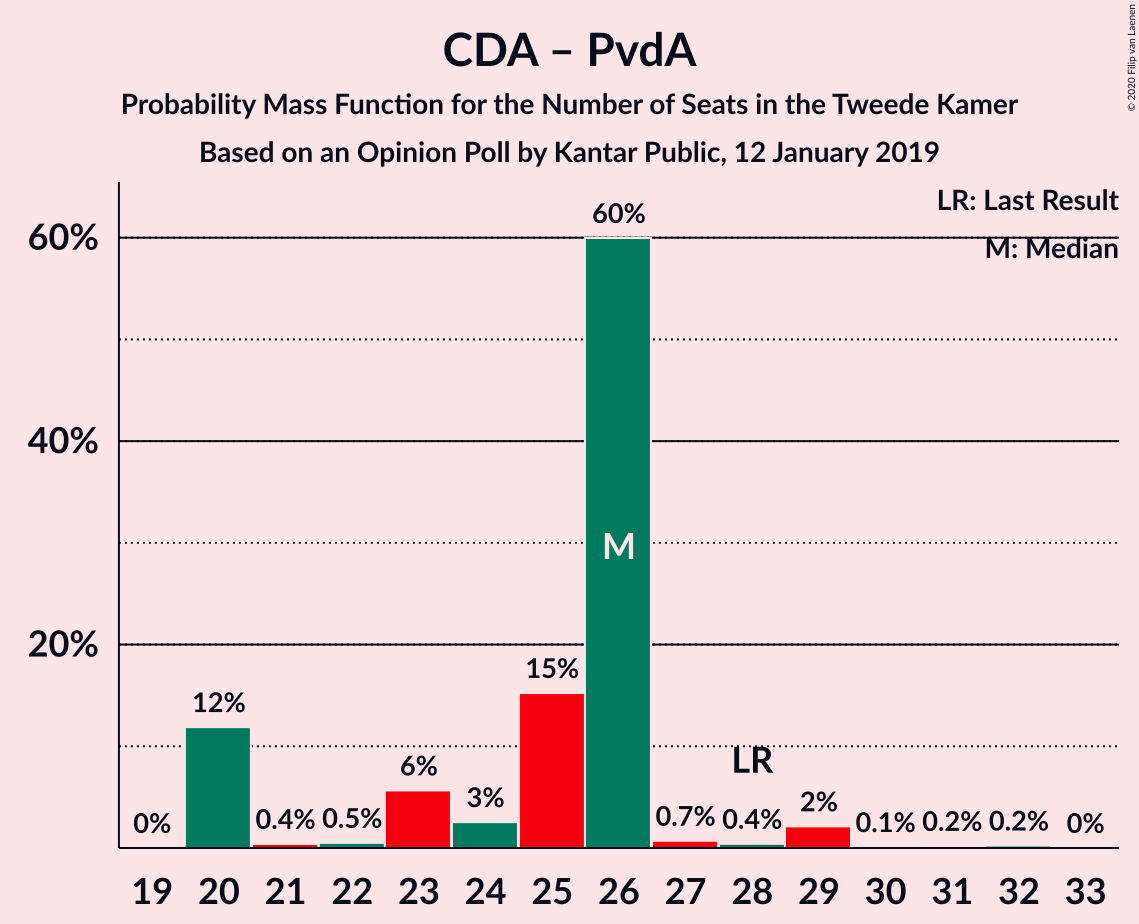 CDA – PvdA
Probability Mass Function for the Number of Seats in the Tweede Kamer
Based on an Opinion Poll by Kantar Public, 12 January 2019
© 2020 Filip van Laenen
LR: Last Result
M: Median
60%
40%
20%
0%
12%
0.4%
0.5%
6%
3%
15%
60%
M
0.7%
LR
0.4%
2%
0.1%
0.2%
0.2%
0%
19 20 21 22 23 24 25 26 27 28 29 30 31 32 33